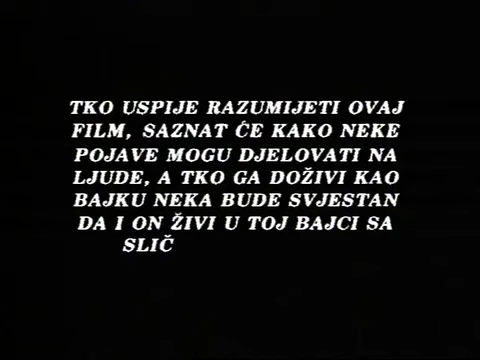 TKO USPIJE RAZUMIJETI OVAJ
FILM, SAZNAT ĆE KAKO NEKE
POJAVE MOGU DJELOVATI NA
LJUDE, A TKO GA DOŽIVI KAO
BAJKU NEKA BUDE SVJESTAN
DA I ON ŽIVI U TOJ BAJCI SA
SLIČ